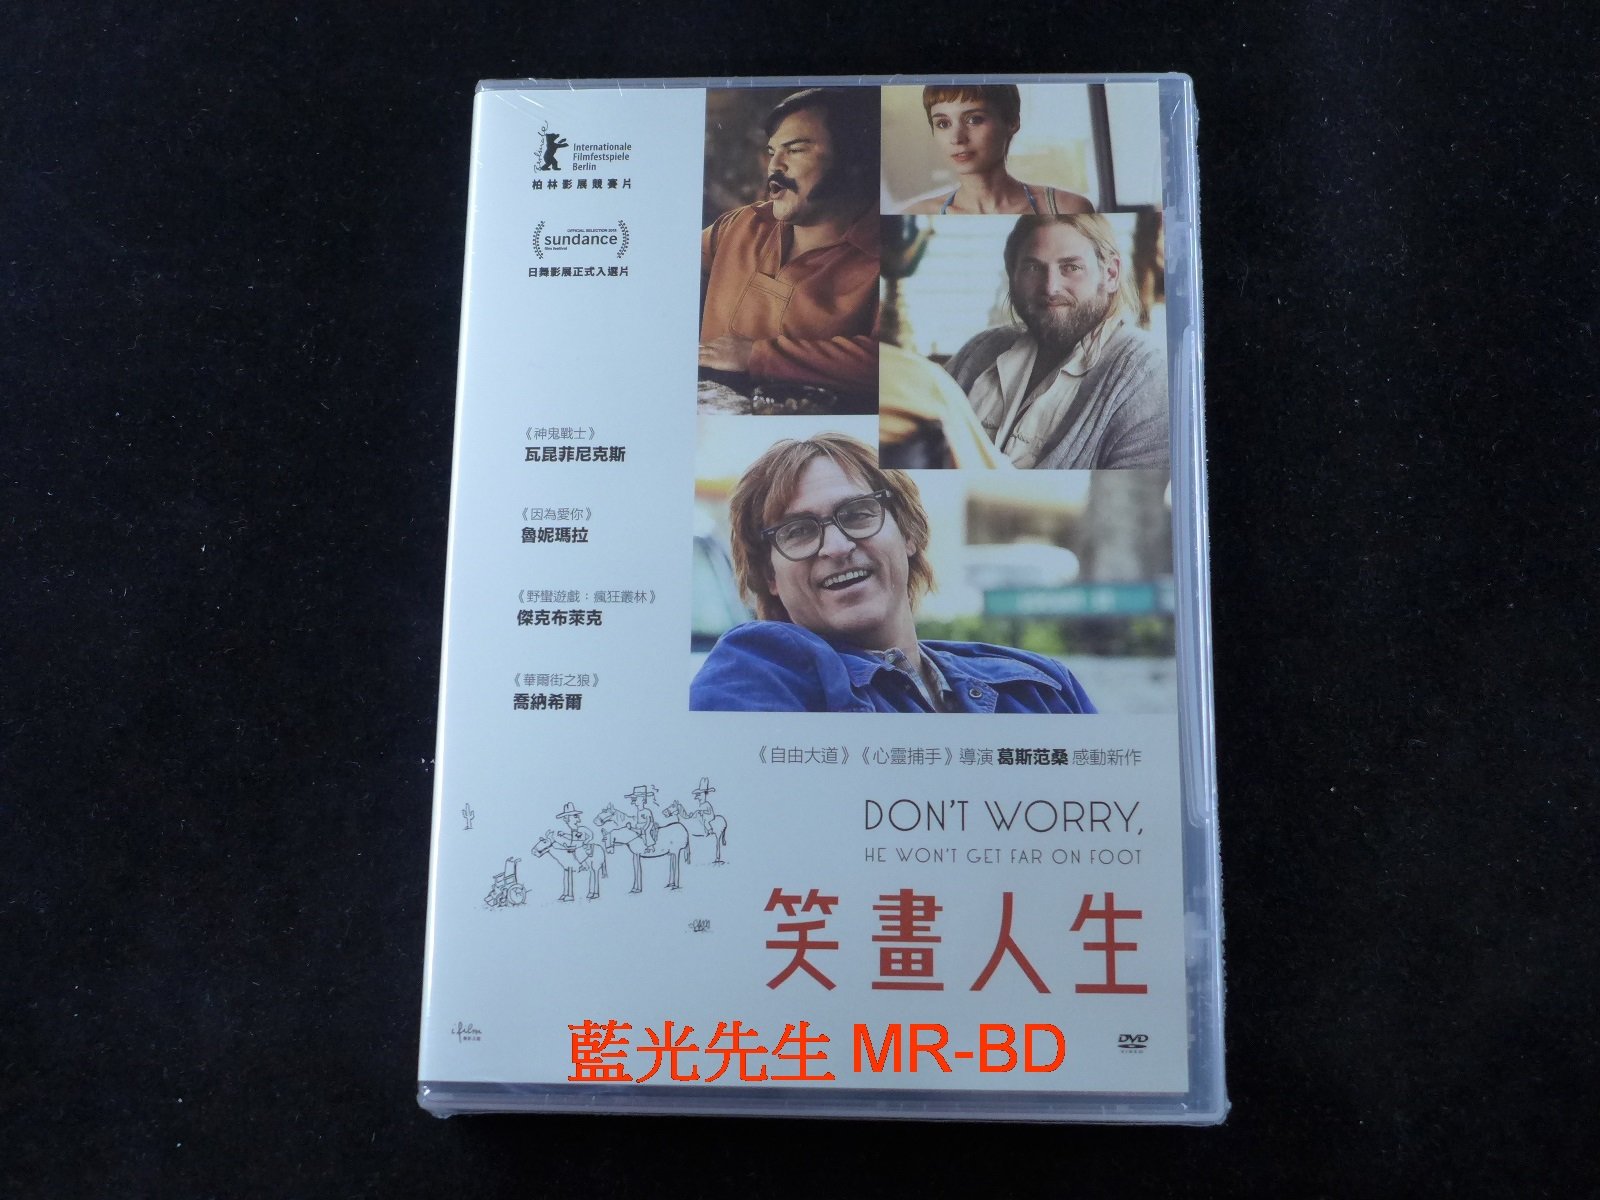 Berlinale
Internationale
Filmfestspiele
Berlin
柏林影展競賽片
OFFICIAL SELECTION 2018
sundance
film festival
日舞影展正式入選片
《神鬼戰士》
瓦昆菲尼克斯
《因為愛你》
魯妮瑪拉
《野蠻遊戲：瘋狂叢林》
傑克布萊克
《華爾街之狼》
喬納希爾
《自由大道》《心靈捕手》導演 葛斯范桑 感動新作
DON'T WORRY,
HE WON'T GET FAR ON FOOT
笑畫人生
ifilm
DVD
VIDEO
藍光先生 MR-BD